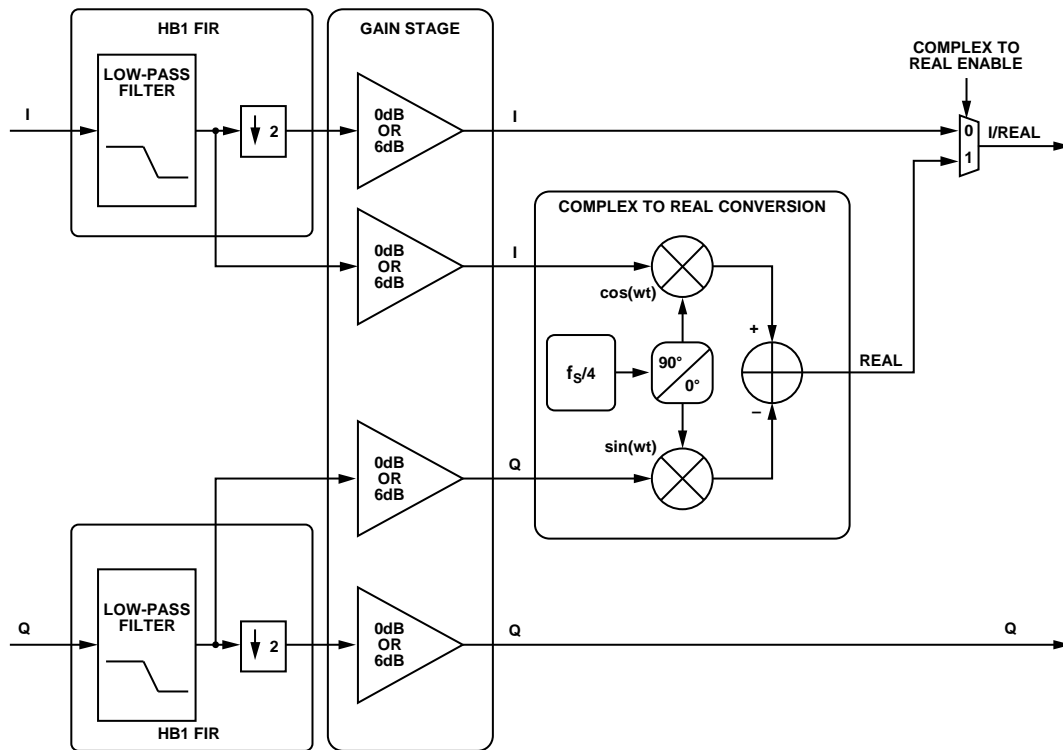 HB1 FIR
GAIN STAGE
COMPLEX TO
REAL ENABLE
LOW-PASS
FILTER
I
2
0dB
OR
6dB
I
0
1
I/REAL
COMPLEX TO REAL CONVERSION
0dB
OR
6dB
I
cos(wt)
+
fS/4
90°
0°
REAL
–
sin(wt)
0dB
OR
6dB
Q
LOW-PASS
FILTER
Q
2
0dB
OR
6dB
Q
Q
HB1 FIR